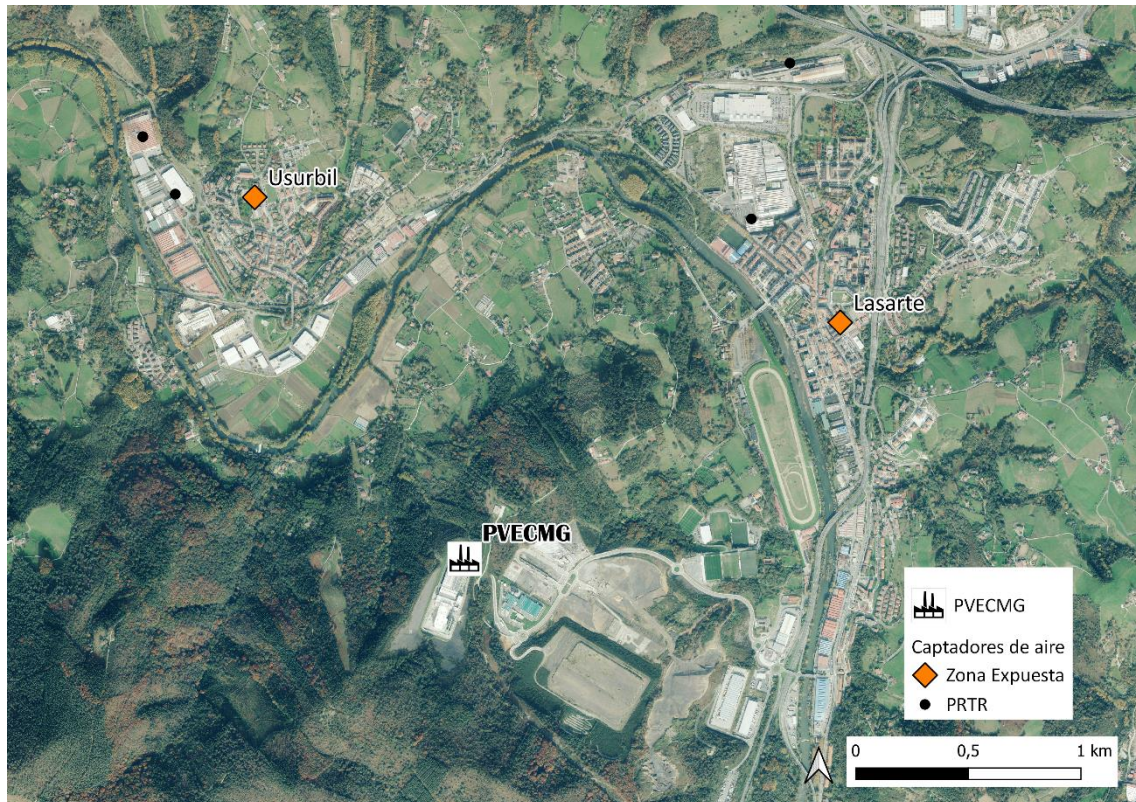 Usurbil
Lasarte
PVECMG
PVECMG
Captadores de aire
Zona Expuesta
PRTR
0
0,5
1 km